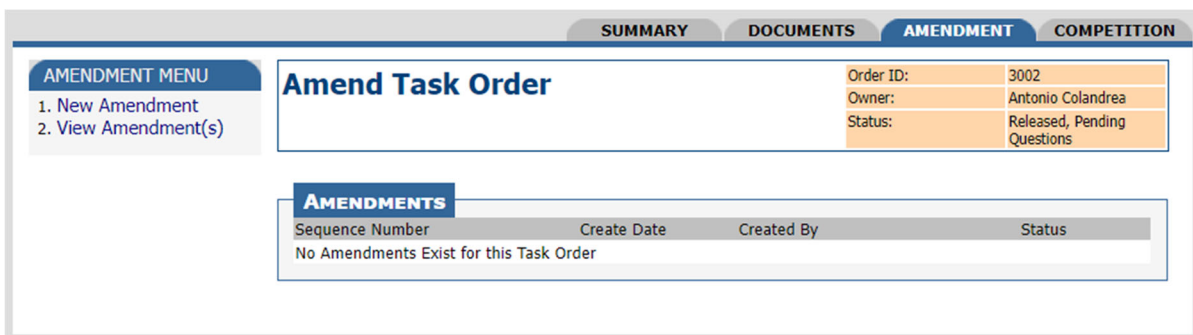 SUMMARY DOCUMENTS AMENDMENT COMPETITION
AMENDMENT MENU
1. New Amendment
2. View Amendment(s)
Amend Task Order
Order ID: 3002
Owner: Antonio Colandrea
Status: Released, Pending
Questions
AMENDMENTS
Sequence Number Create Date Created By Status
No Amendments Exist for this Task Order